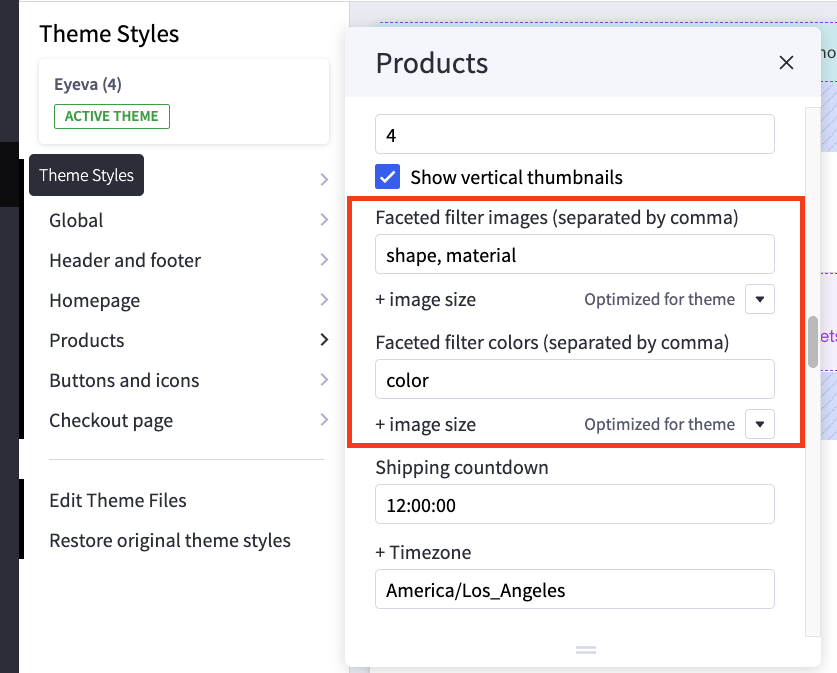 Theme Styles
Eyeva (4)
ACTIVE THEME
Theme Styles
Global
Header and footer
Homepage
Products
Buttons and icons
Checkout page
Edit Theme Files
Restore original theme styles
Products
4
Show vertical thumbnails
Faceted filter images (separated by comma)
shape, material
+ image size Optimized for theme
Faceted filter colors (separated by comma)
color
+ image size Optimized for theme
Shipping countdown
12:00:00
+ Timezone
America/Los_Angeles